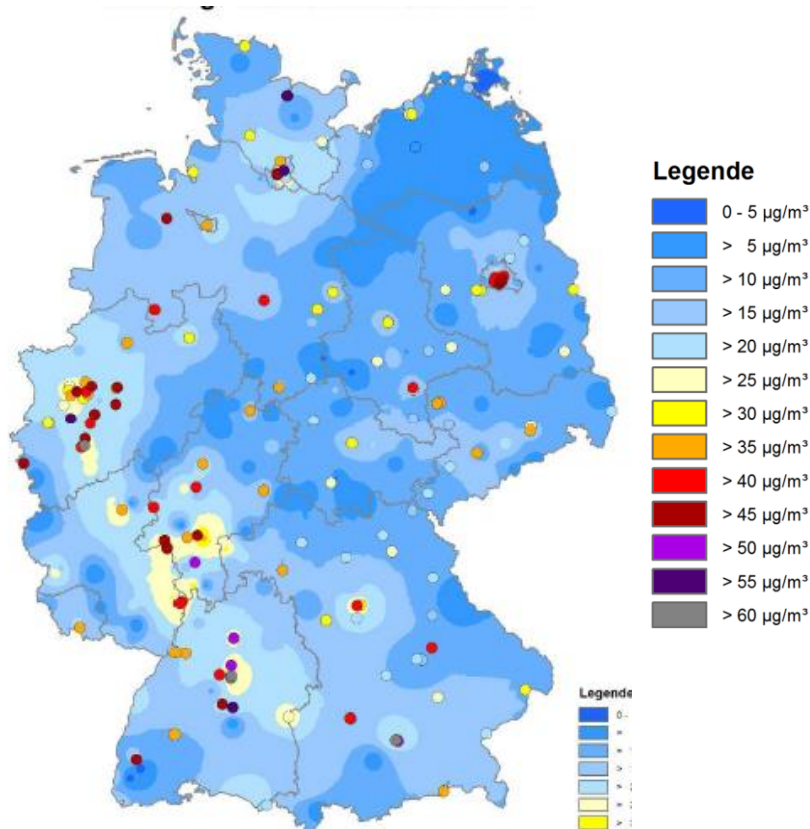 Legende
0 - 5 µg/m³
> 5 µg/m³
> 10 µg/m³
> 15 µg/m³
> 20 µg/m³
> 25 µg/m³
> 30 µg/m³
> 35 µg/m³
> 40 µg/m³
> 45 µg/m³
> 50 µg/m³
> 55 µg/m³
> 60 µg/m³
Legende
0 -